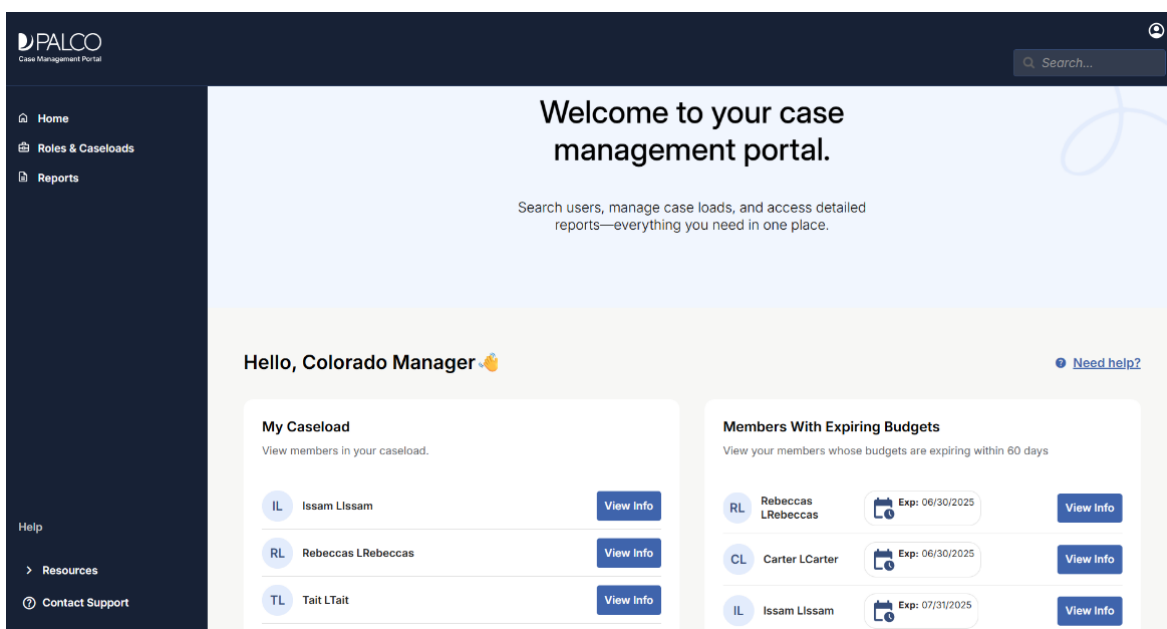 PALCO
Case Management Portal
Search...
Home
Roles & Caseloads
Reports
Help
Resources
Contact Support
Welcome to your case
management portal.
Search users, manage case loads, and access detailed
reports—everything you need in one place.
Hello, Colorado Manager
Need help?
My Caseload
View members in your caseload.
IL Issam LIssam View Info
RL Rebeccas LRebeccas View Info
TL Tait LTait View Info
Members With Expiring Budgets
View your members whose budgets are expiring within 60 days
RL Rebeccas LRebeccas Exp: 06/30/2025 View Info
CL Carter LCarter Exp: 06/30/2025 View Info
IL Issam LIssam Exp: 07/31/2025 View Info